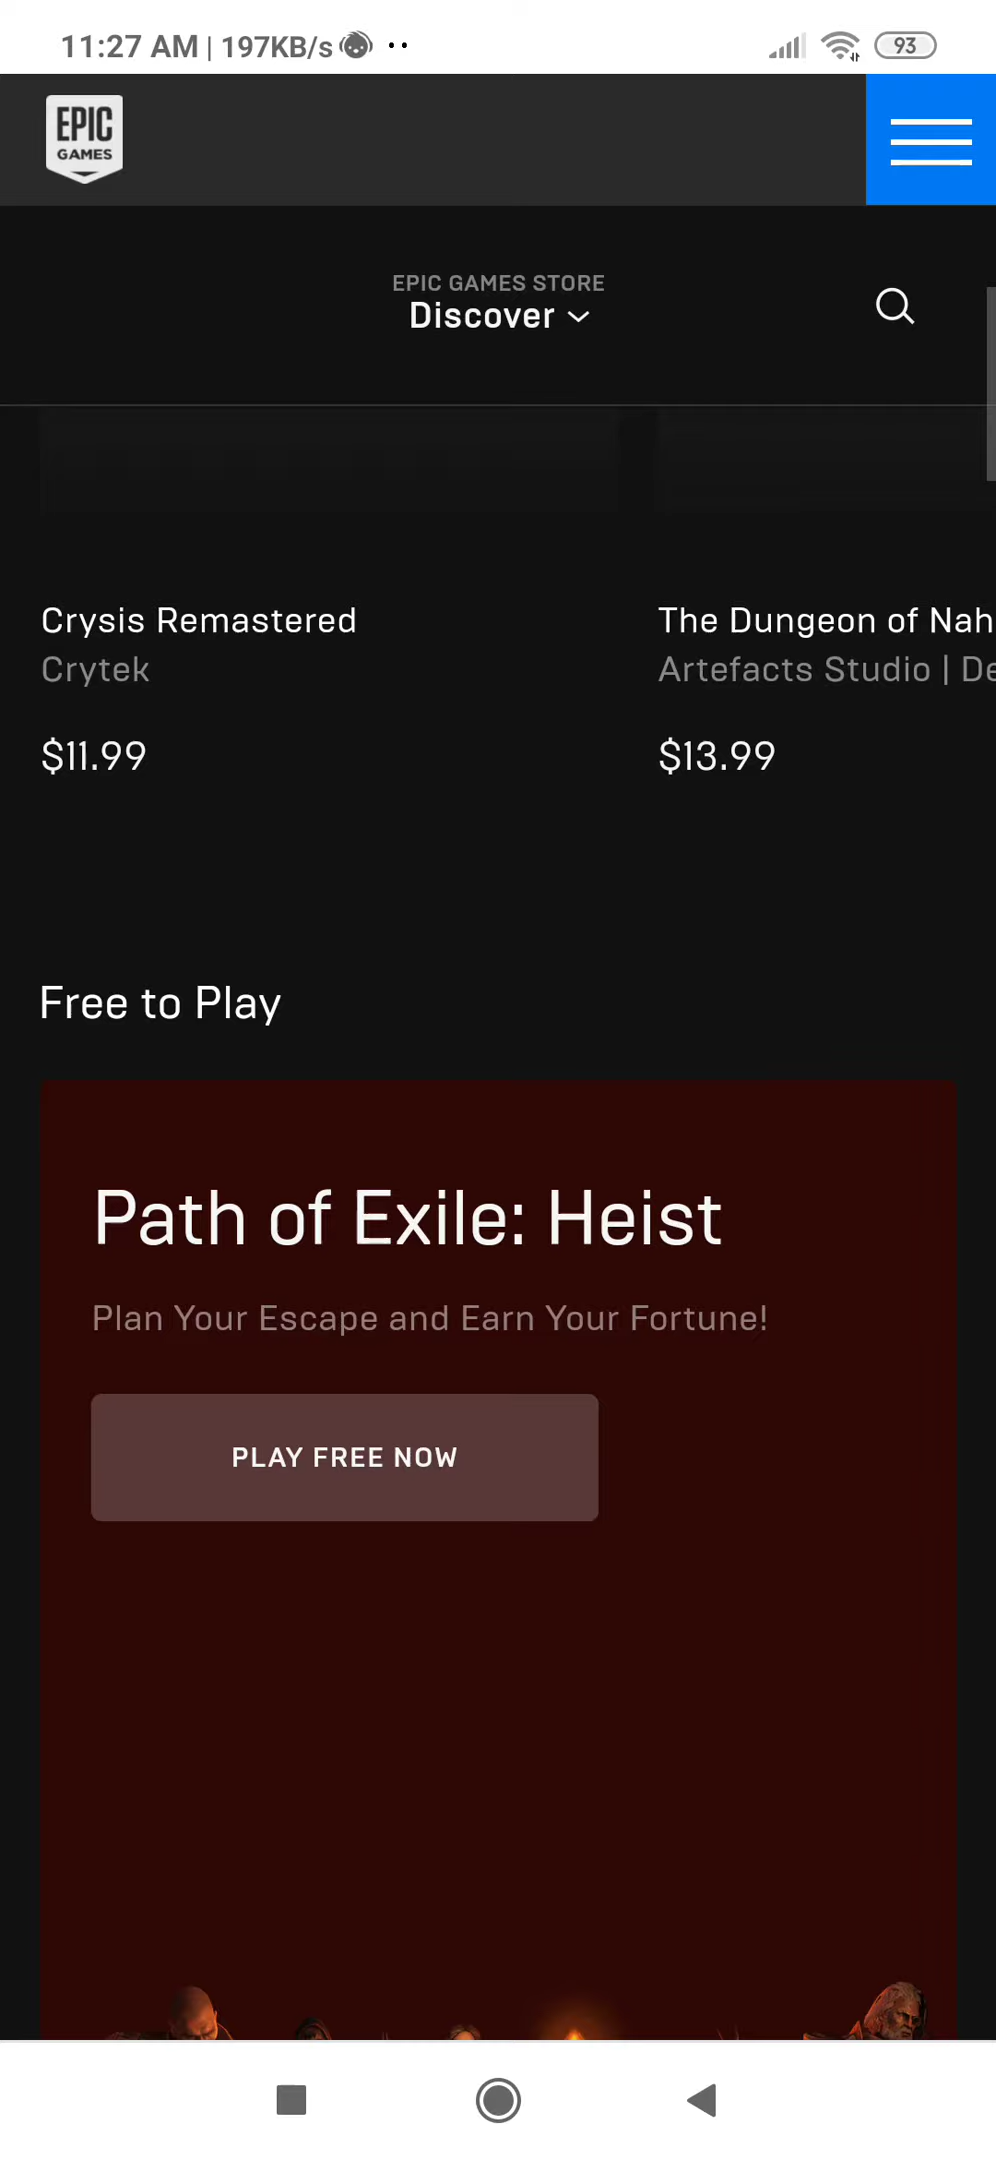 11:27 AM | 197KB/s
93
EPIC
GAMES
EPIC GAMES STORE
Discover
Crysis Remastered
Crytek
$11.99
The Dungeon of Nah
Artefacts Studio | De
$13.99
Free to Play
Path of Exile: Heist
Plan Your Escape and Earn Your Fortune!
PLAY FREE NOW